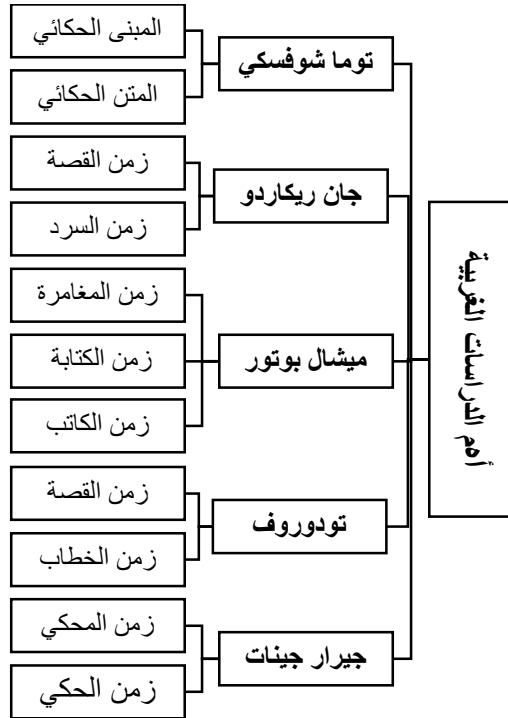 أهم الدراسات الغربية
توما شوفسكي
المبنى الحكائي
المتن الحكائي
جان ريكاردو
زمن القصة
زمن السرد
ميشال بوتور
زمن المغامرة
زمن الكتابة
زمن الكاتب
تودوروف
زمن القصة
زمن الخطاب
جيرار جينات
زمن المحكي
زمن الحكي